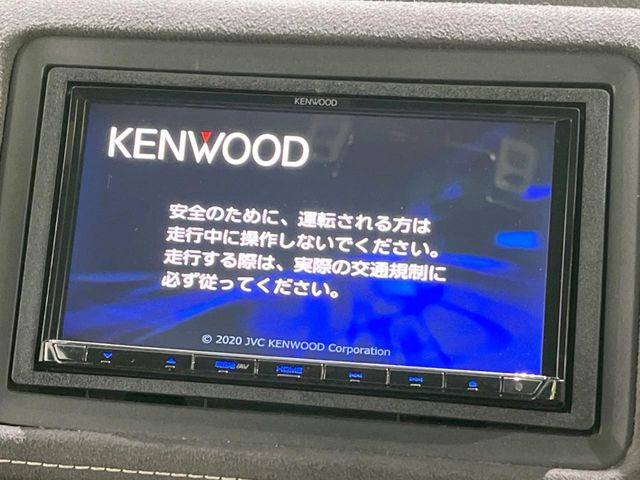 KENWOOD
KENWOOD
安全のために、運転される方は
走行中に操作しないでください。
走行する際は、実際の交通規制に
必ず従ってください。
© 2020 JVC KENWOOD Corporation
HOME